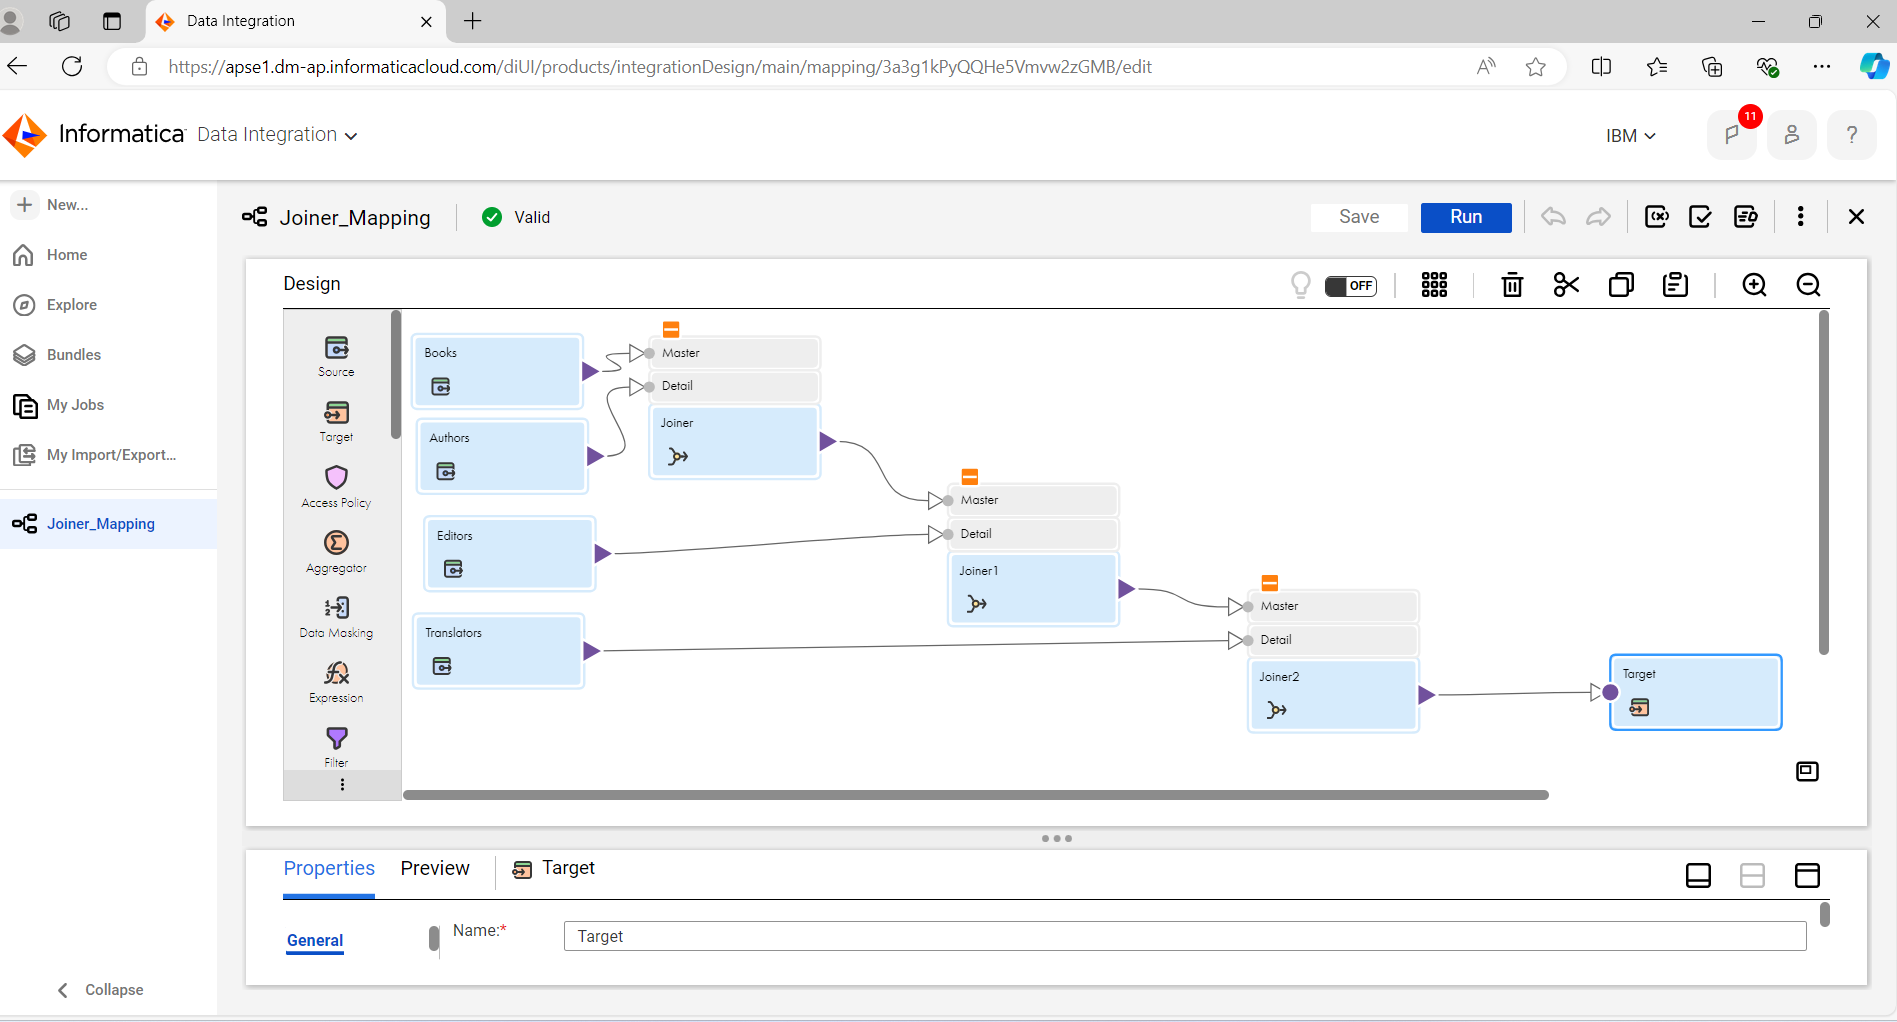 Data Integration
https://apse1.dm-ap.informaticacloud.com/diUI/products/integrationDesign/main/mapping/3a3g1kPyQQHe5Vmvw2zGMB/edit
Informatica Data Integration
IBM
11
?
New...
Home
Explore
Bundles
My Jobs
My Import/Export...
Joiner_Mapping
Collapse
Joiner_Mapping
Valid
Save
Run
Design
OFF
Source
Target
Access Policy
Aggregator
Data Masking
Expression
Filter
Books
Authors
Editors
Translators
Master
Detail
Joiner
Master
Detail
Joiner1
Master
Detail
Joiner2
Target
Properties
Preview
Target
General
Name:*
Target